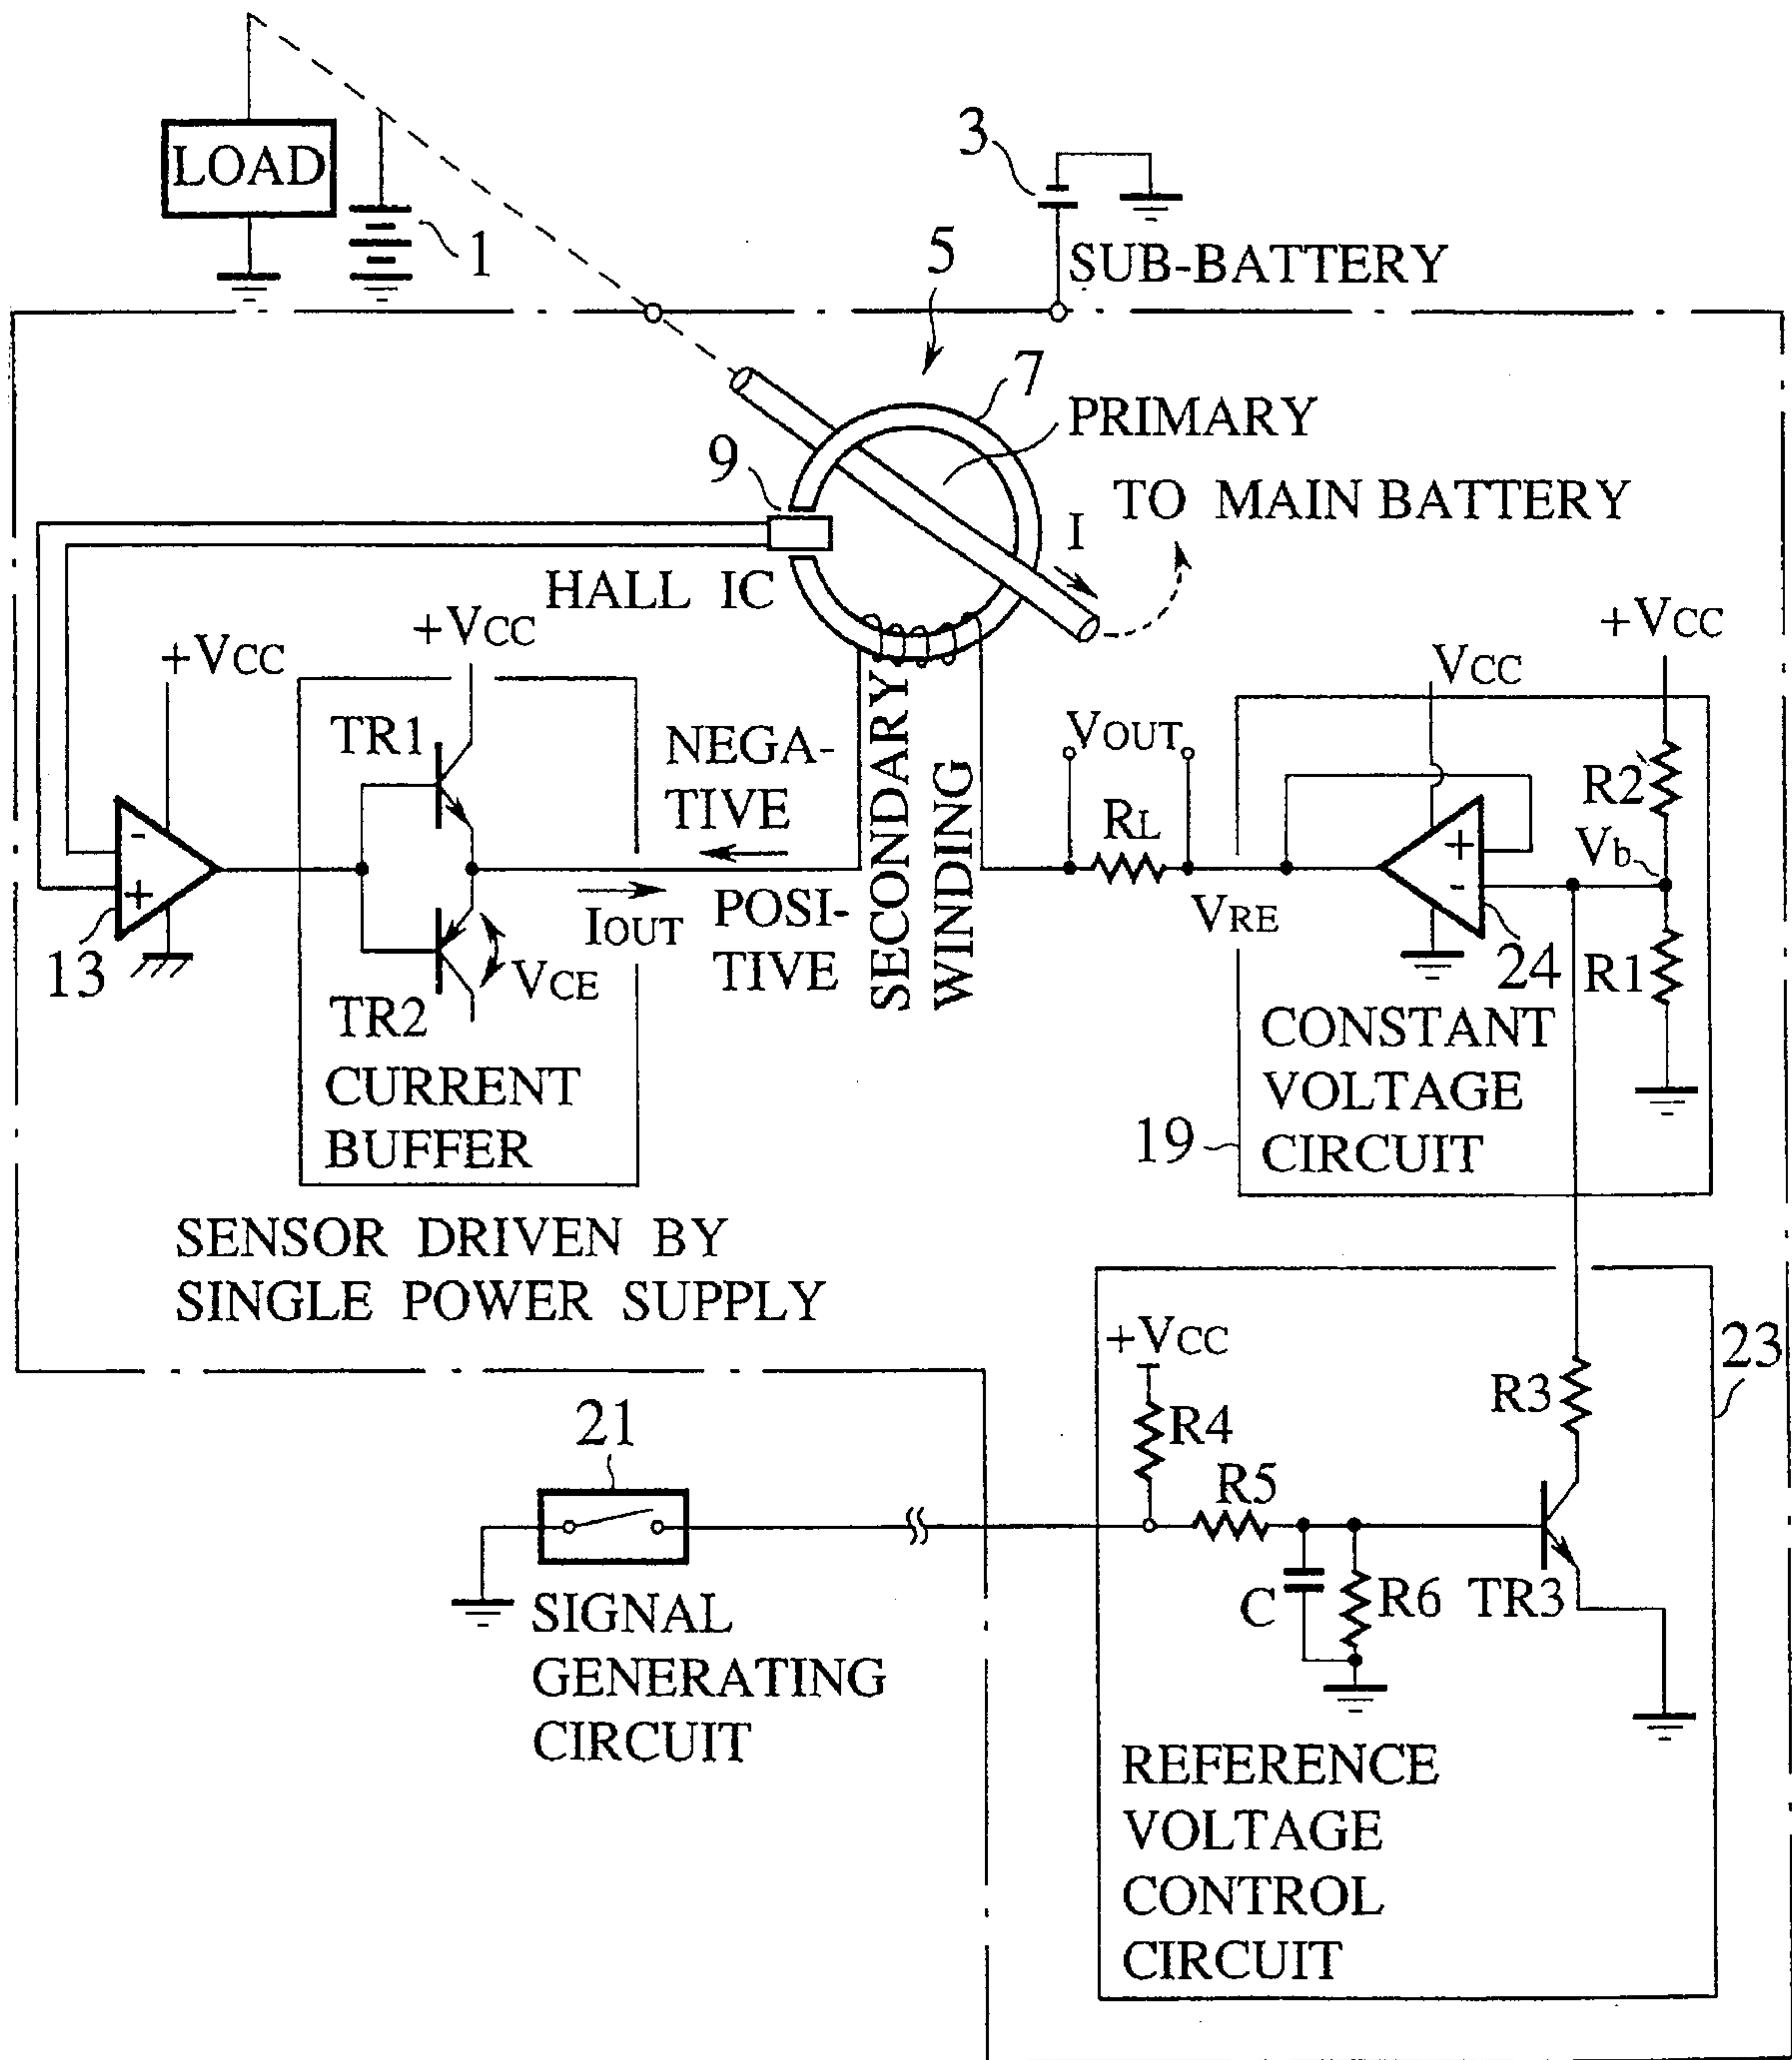 LOAD
1
3
SUB-BATTERY
5
7
PRIMARY
9
TO MAIN BATTERY
I
HALL IC
+VCC
+VCC
+VCC
VCC
TR1
NEGA-
TIVE
SECONDARY
WINDING
VOUT
RL
R2
Vb
-
+
13
+
-
24
IOUT
POSI-
TIVE
VRE
R1
VCE
TR2
CURRENT
BUFFER
CONSTANT
VOLTAGE
CIRCUIT
19
SENSOR DRIVEN BY
SINGLE POWER SUPPLY
+VCC
23
R3
R4
21
R5
C
R6
TR3
SIGNAL
GENERATING
CIRCUIT
REFERENCE
VOLTAGE
CONTROL
CIRCUIT